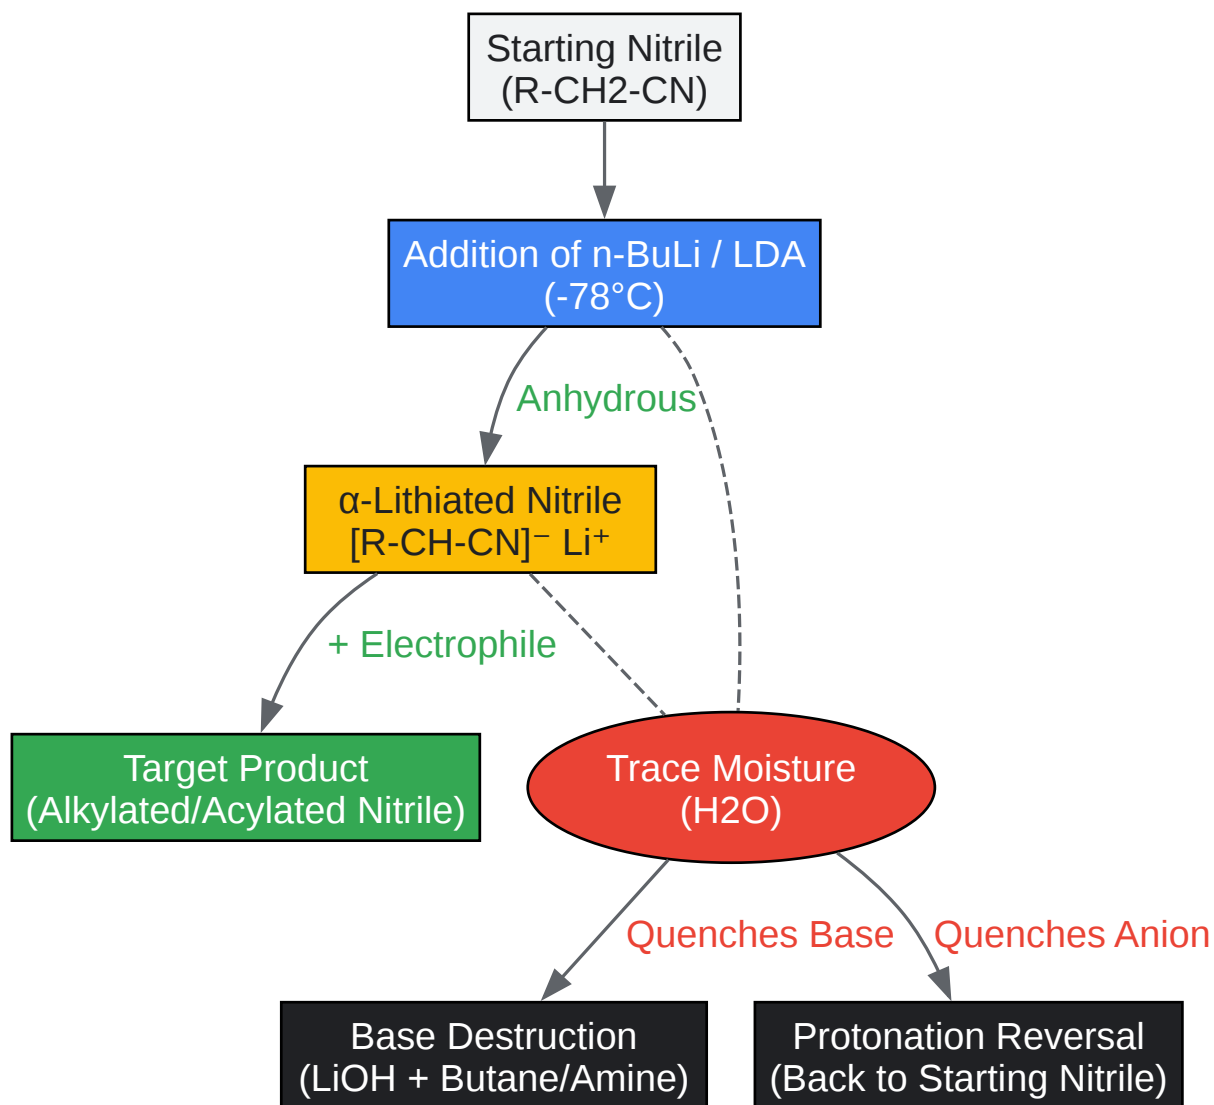 Starting Nitrile
(R-CH2-CN)
Addition of n-BuLi / LDA
(-78°C)
Anhydrous
α-Lithiated Nitrile
[R-CH-CN]⁻ Li⁺
+ Electrophile
Target Product
(Alkylated/Acylated Nitrile)
Trace Moisture
(H2O)
Quenches Base
Quenches Anion
Base Destruction
(LiOH + Butane/Amine)
Protonation Reversal
(Back to Starting Nitrile)